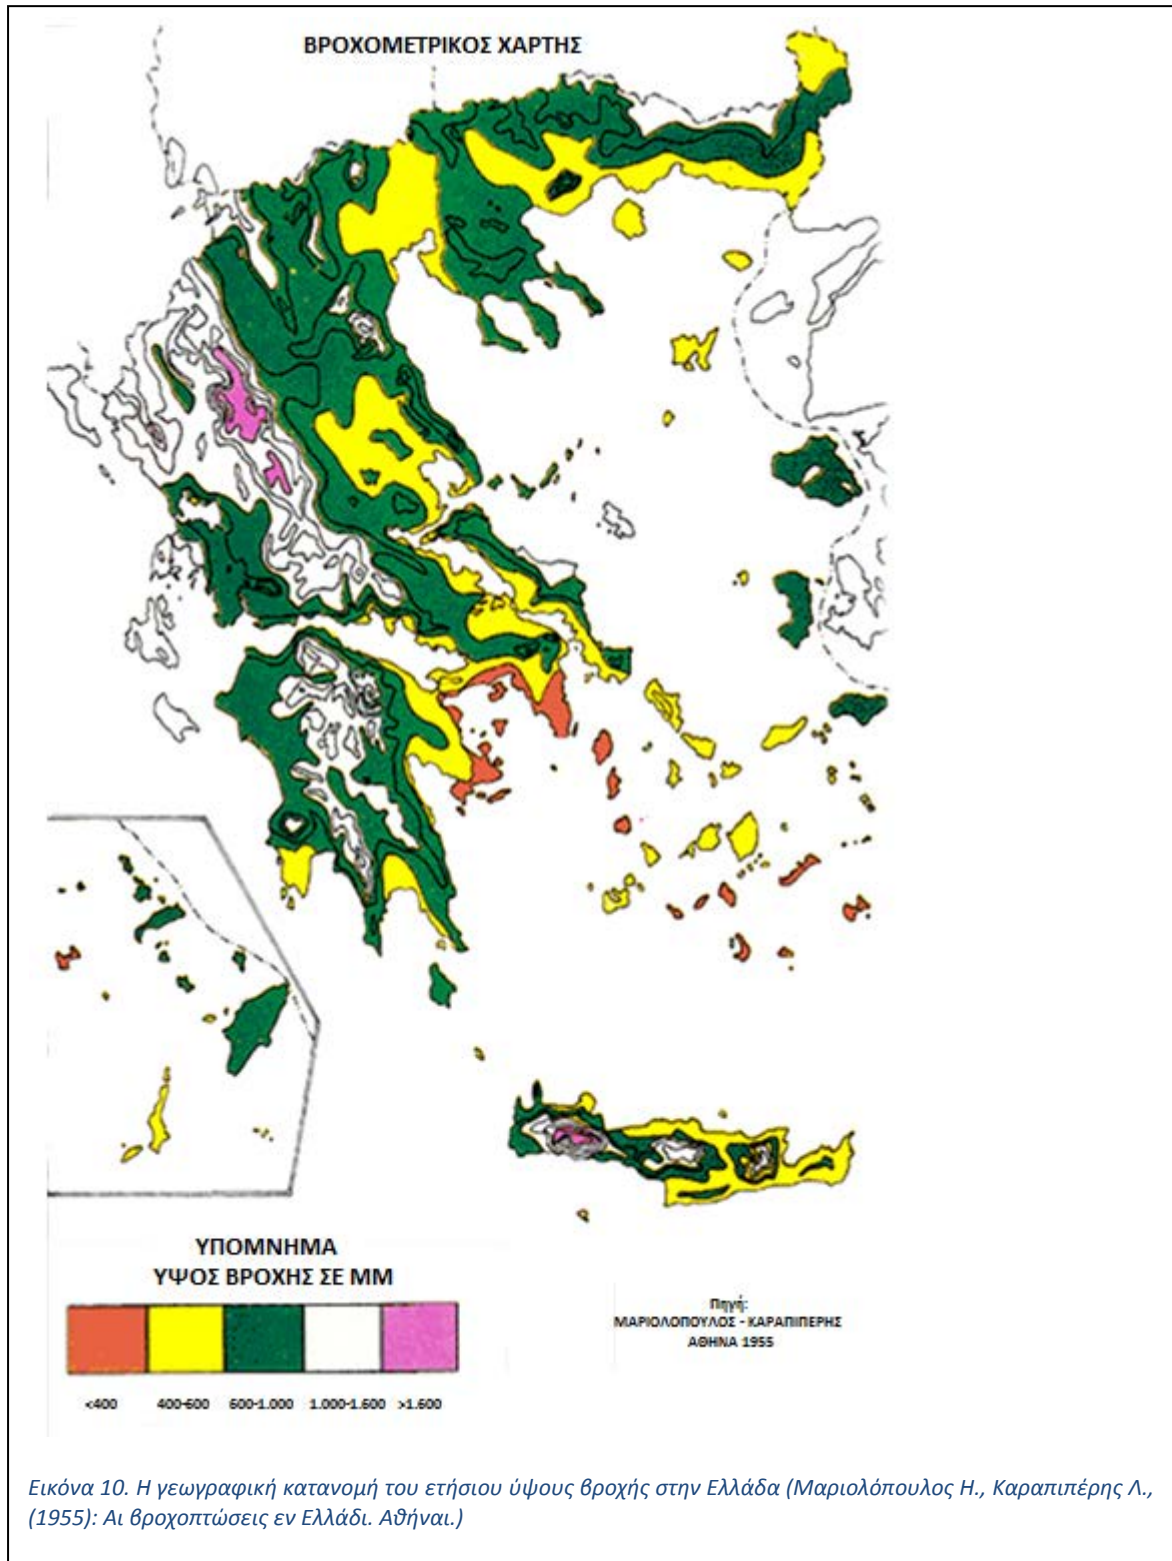 ΒΡΟΧΟΜΕΤΡΙΚΟΣ ΧΑΡΤΗΣ
ΥΠΟΜΝΗΜΑ
ΥΨΟΣ ΒΡΟΧΗΣ ΣΕ ΜΜ
<400 400-600 600-1.000 1.000-1.600 >1.600
Πηγή:
ΜΑΡΙΟΛΟΠΟΥΛΟΣ - ΚΑΡΑΠΙΠΕΡΗΣ
ΑΘΗΝΑ 1955
Εικόνα 10. Η γεωγραφική κατανομή του ετήσιου ύψους βροχής στην Ελλάδα (Μαριολόπουλος Η., Καραπιπέρης Λ.,
(1955): Αι βροχοπτώσεις εν Ελλάδι. Αθήναι.)